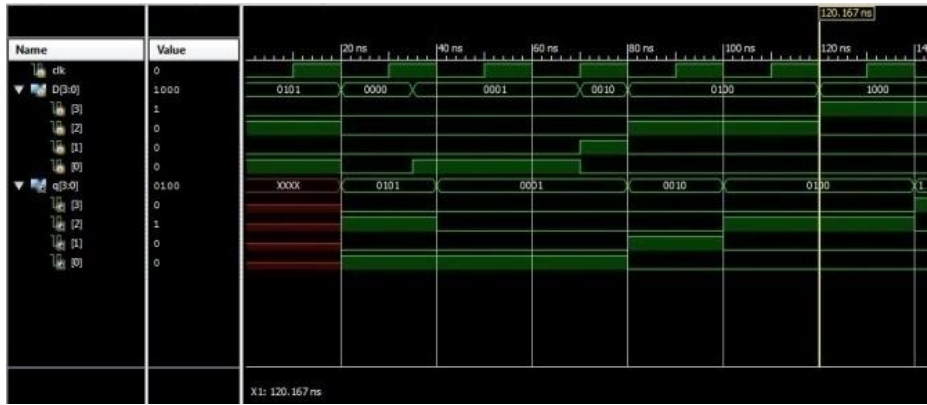 120.167 ns
Name Value
20 ns 40 ns 60 ns 80 ns 100 ns 120 ns 14
clk 0
D[3:0] 1000 0101 0000 0001 0010 0100 1000
[3] 1
[2] 0
[1] 0
[0] 0
q[3:0] 0100 XXXX 0101 0001 0010 0100 1
[3] 0
[2] 1
[1] 0
[0] 0
X1: 120.167 ns